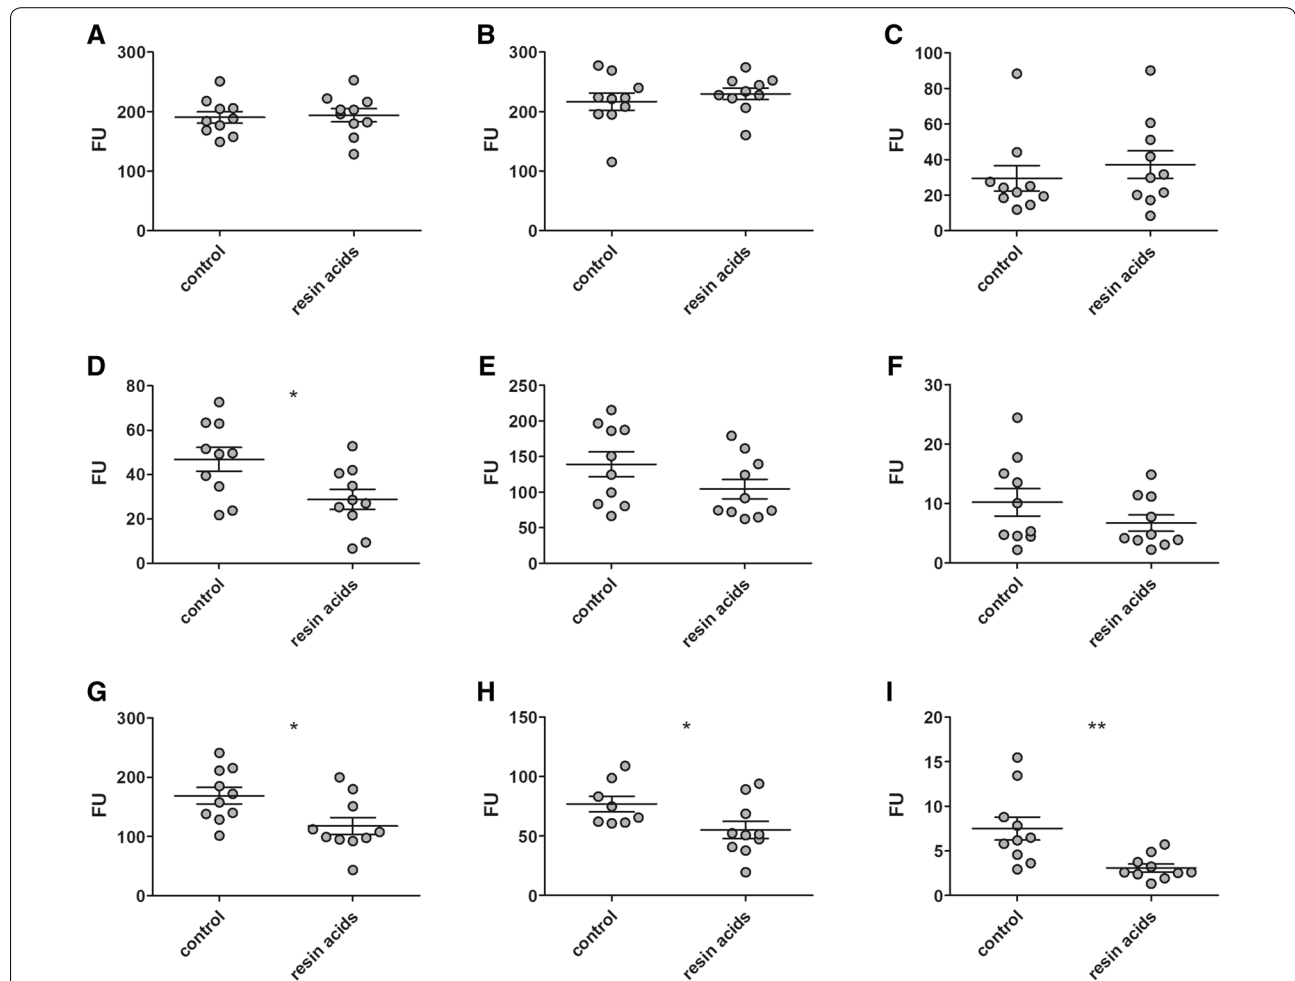 A
B
C
300
200
100
0
FU
control
resin acids
300
200
100
0
FU
control
resin acids
100
80
60
40
20
0
FU
control
resin acids
D
E
F
80
60
40
20
0
FU
*
control
resin acids
250
200
150
100
50
0
FU
control
resin acids
30
20
10
0
FU
control
resin acids
G
H
I
300
200
100
0
FU
*
control
resin acids
150
100
50
0
FU
*
control
resin acids
20
15
10
5
0
FU
**
control
resin acids